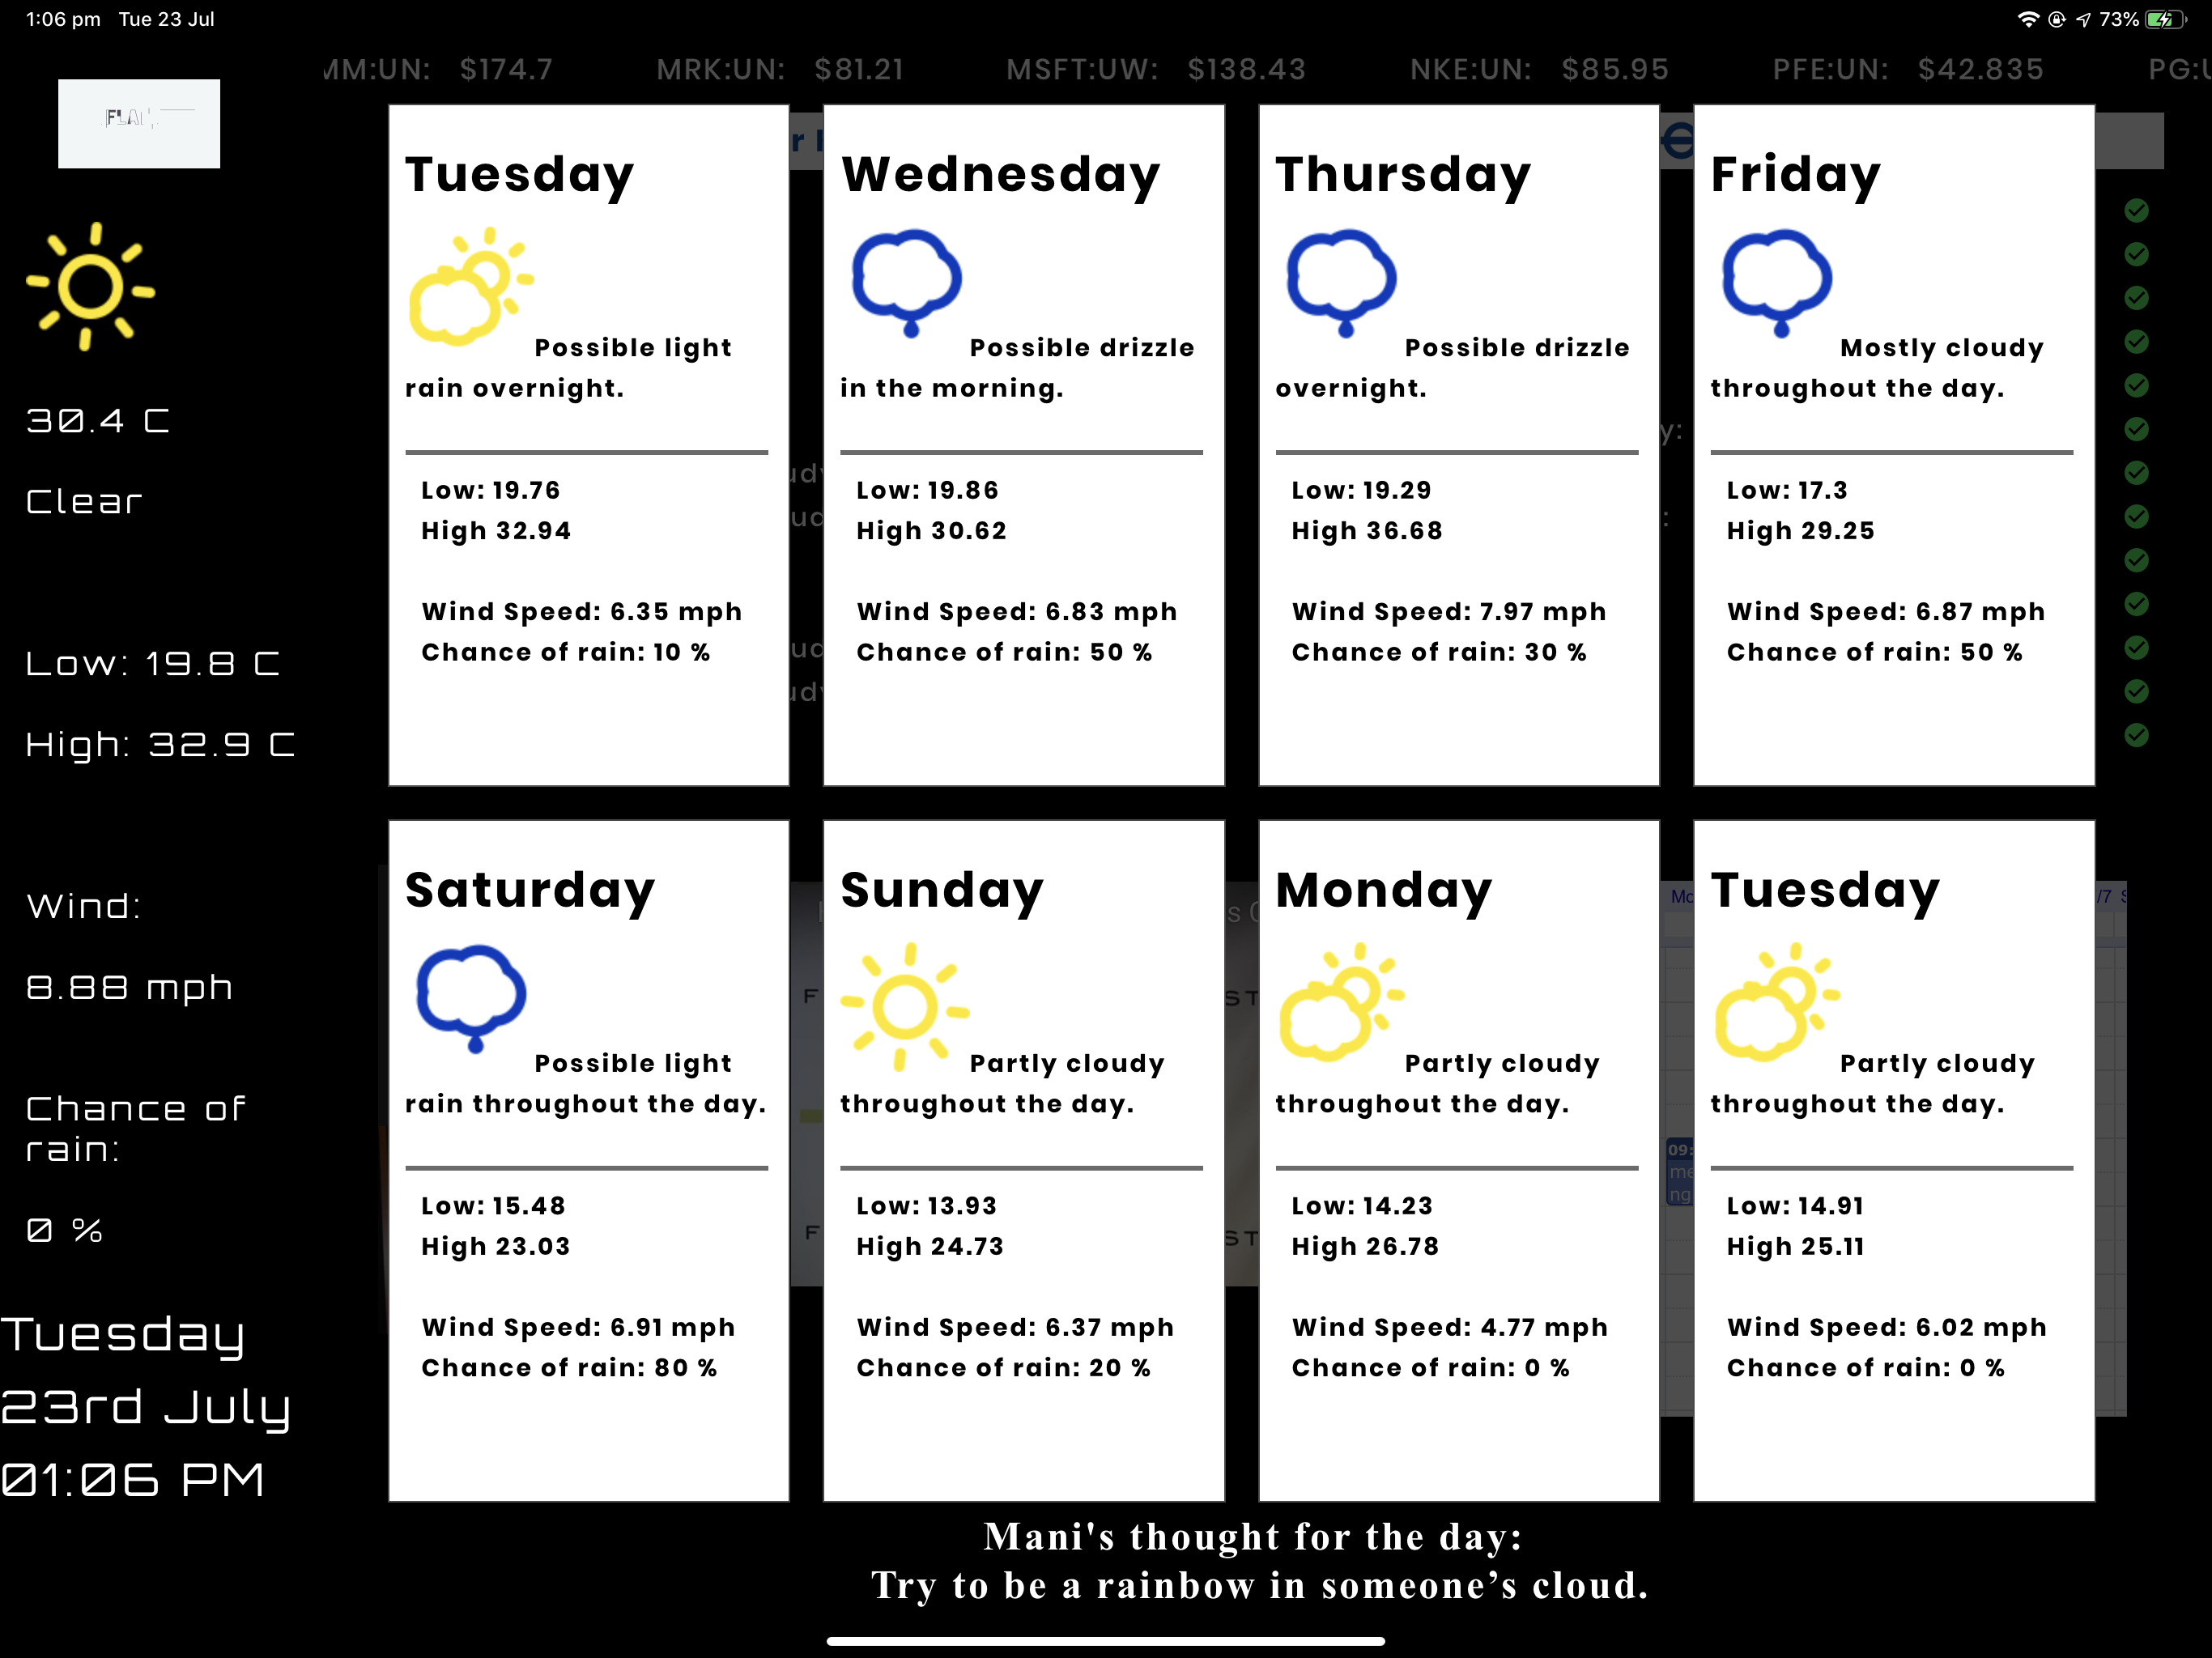 1:06 pm Tue 23 Jul
73%
MM:UN: $174.7 MRK:UN: $81.21 MSFT:UW: $138.43 NKE:UN: $85.95 PFE:UN: $42.835
30.4 C
Clear
Low: 19.8 C
High: 32.9 C
Wind:
8.88 mph
Chance of
rain:
0 %
Tuesday
23rd July
01:06 PM
Tuesday
Possible light
rain overnight.
Low: 19.76
High 32.94
Wind Speed: 6.35 mph
Chance of rain: 10 %
Wednesday
Possible drizzle
in the morning.
Low: 19.86
High 30.62
Wind Speed: 6.83 mph
Chance of rain: 50 %
Thursday
Possible drizzle
overnight.
Low: 19.29
High 36.68
Wind Speed: 7.97 mph
Chance of rain: 30 %
Friday
Mostly cloudy
throughout the day.
Low: 17.3
High 29.25
Wind Speed: 6.87 mph
Chance of rain: 50 %
Saturday
Possible light
rain throughout the day.
Low: 15.48
High 23.03
Wind Speed: 6.91 mph
Chance of rain: 80 %
Sunday
Partly cloudy
throughout the day.
Low: 13.93
High 24.73
Wind Speed: 6.37 mph
Chance of rain: 20 %
Monday
Partly cloudy
throughout the day.
Low: 14.23
High 26.78
Wind Speed: 4.77 mph
Chance of rain: 0 %
Tuesday
Partly cloudy
throughout the day.
Low: 14.91
High 25.11
Wind Speed: 6.02 mph
Chance of rain: 0 %
Mani's thought for the day:
Try to be a rainbow in someone’s cloud.